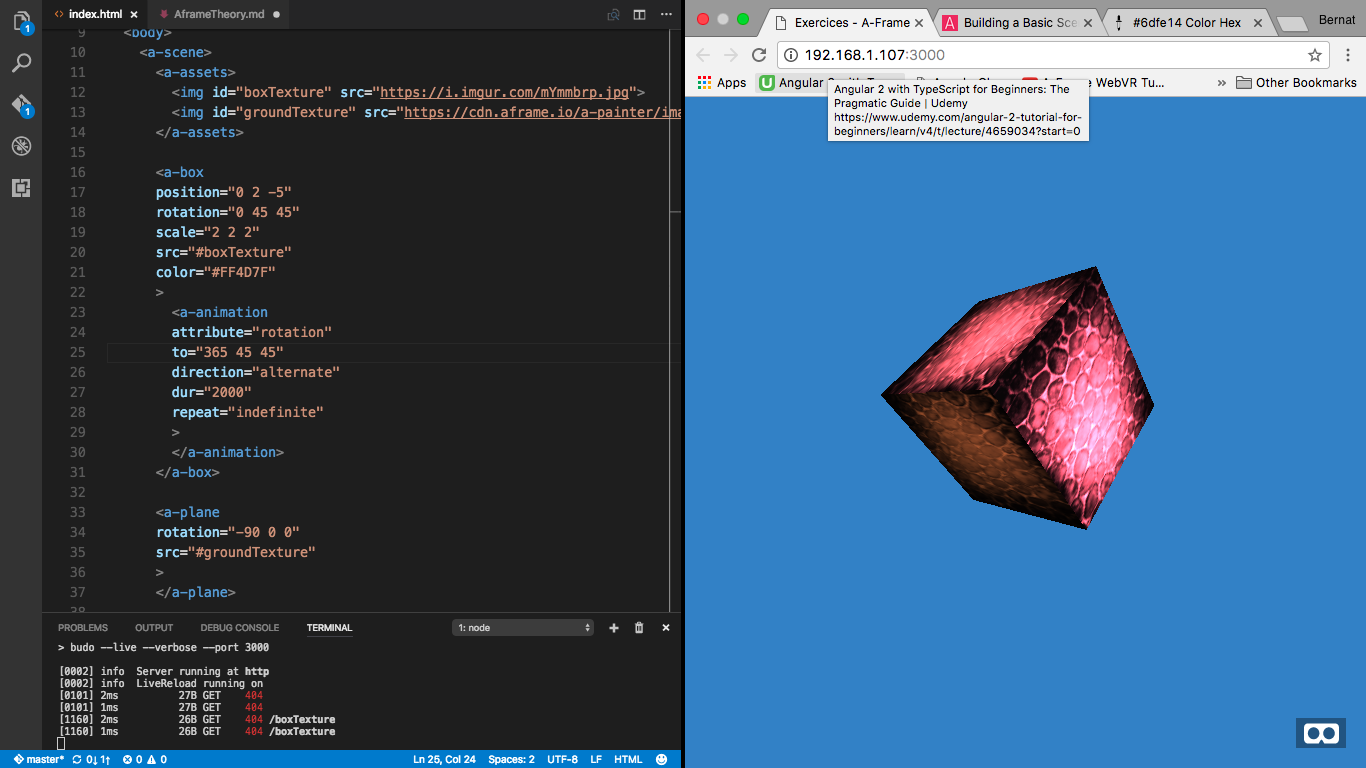 index.html
AframeTheory.md
9 <body>
10 <a-scene>
11 <a-assets>
12 <img id="boxTexture" src="https://i.imgur.com/mYmmbrp.jpg">
13 <img id="groundTexture" src="https://cdn.aframe.io/a-painter/ima
14 </a-assets>
15
16 <a-box
17 position="0 2 -5"
18 rotation="0 45 45"
19 scale="2 2 2"
20 src="#boxTexture"
21 color="#FF4D7F"
22 >
23 <a-animation
24 attribute="rotation"
25 to="365 45 45"
26 direction="alternate"
27 dur="2000"
28 repeat="indefinite"
29 >
30 </a-animation>
31 </a-box>
32
33 <a-plane
34 rotation="-90 0 0"
35 src="#groundTexture"
36 >
37 </a-plane>
38
1
1
PROBLEMS OUTPUT DEBUG CONSOLE TERMINAL 1: node
> budo --live --verbose --port 3000
[0002] info Server running at http
[0002] info LiveReload running on
[0101] 2ms 27B GET 404
[0101] 1ms 27B GET 404
[1160] 2ms 26B GET 404 /boxTexture
[1160] 1ms 26B GET 404 /boxTexture
master* 0↓ 1↑ 0 0 Ln 25, Col 24 Spaces: 2 UTF-8 LF HTML
Exercices - A-Frame
Building a Basic Sce
#6dfe14 Color Hex
Bernat
192.168.1.107:3000
Apps
Other Bookmarks
Angular 2 with TypeScript for Beginners: The
Pragmatic Guide | Udemy
https://www.udemy.com/angular-2-tutorial-for-
beginners/learn/v4/t/lecture/4659034?start=0
WebVR Tu...